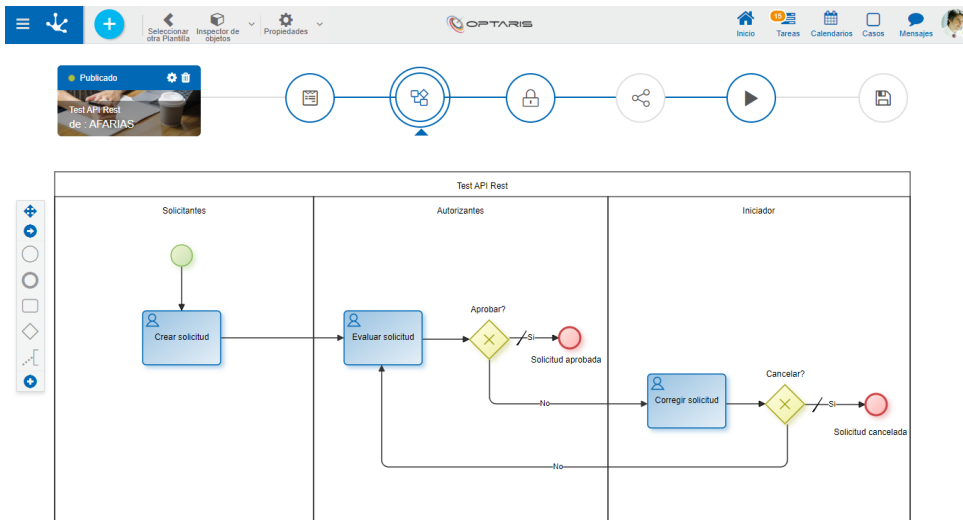 Seleccionar
otra Plantilla
Inspector de
objetos
Propiedades
OPTARIS
Inicio
15
Tareas
Calendarios
Casos
Mensajes
Publicado
Test API Rest
de : AFARIAS
Test API Rest
Solicitantes
Autorizantes
Iniciador
Crear solicitud
Evaluar solicitud
Aprobar?
Si
Solicitud aprobada
No
Corregir solicitud
Cancelar?
Si
Solicitud cancelada
No